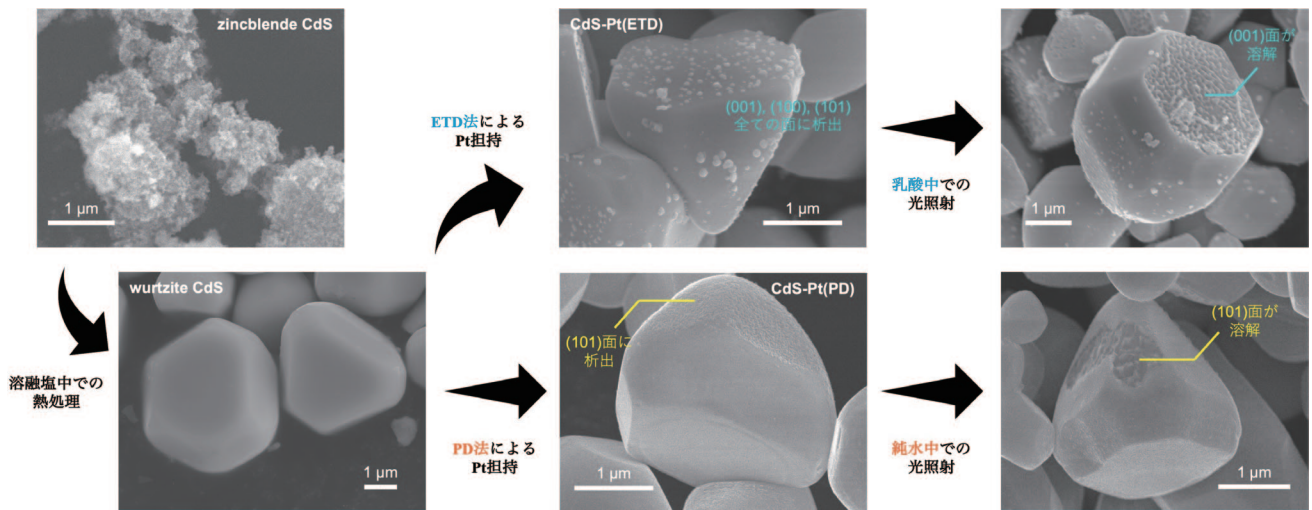 zincblende CdS
1 μm
ETD法による
Pt担持
CdS-Pt(ETD)
(001), (100), (101)
全ての面に析出
1 μm
乳酸中での
光照射
(001)面が
溶解
1 μm
溶融塩中での
熱処理
wurtzite CdS
1 μm
PD法による
Pt担持
CdS-Pt(PD)
(101)面に
析出
1 μm
純水中での
光照射
(101)面が
溶解
1 μm